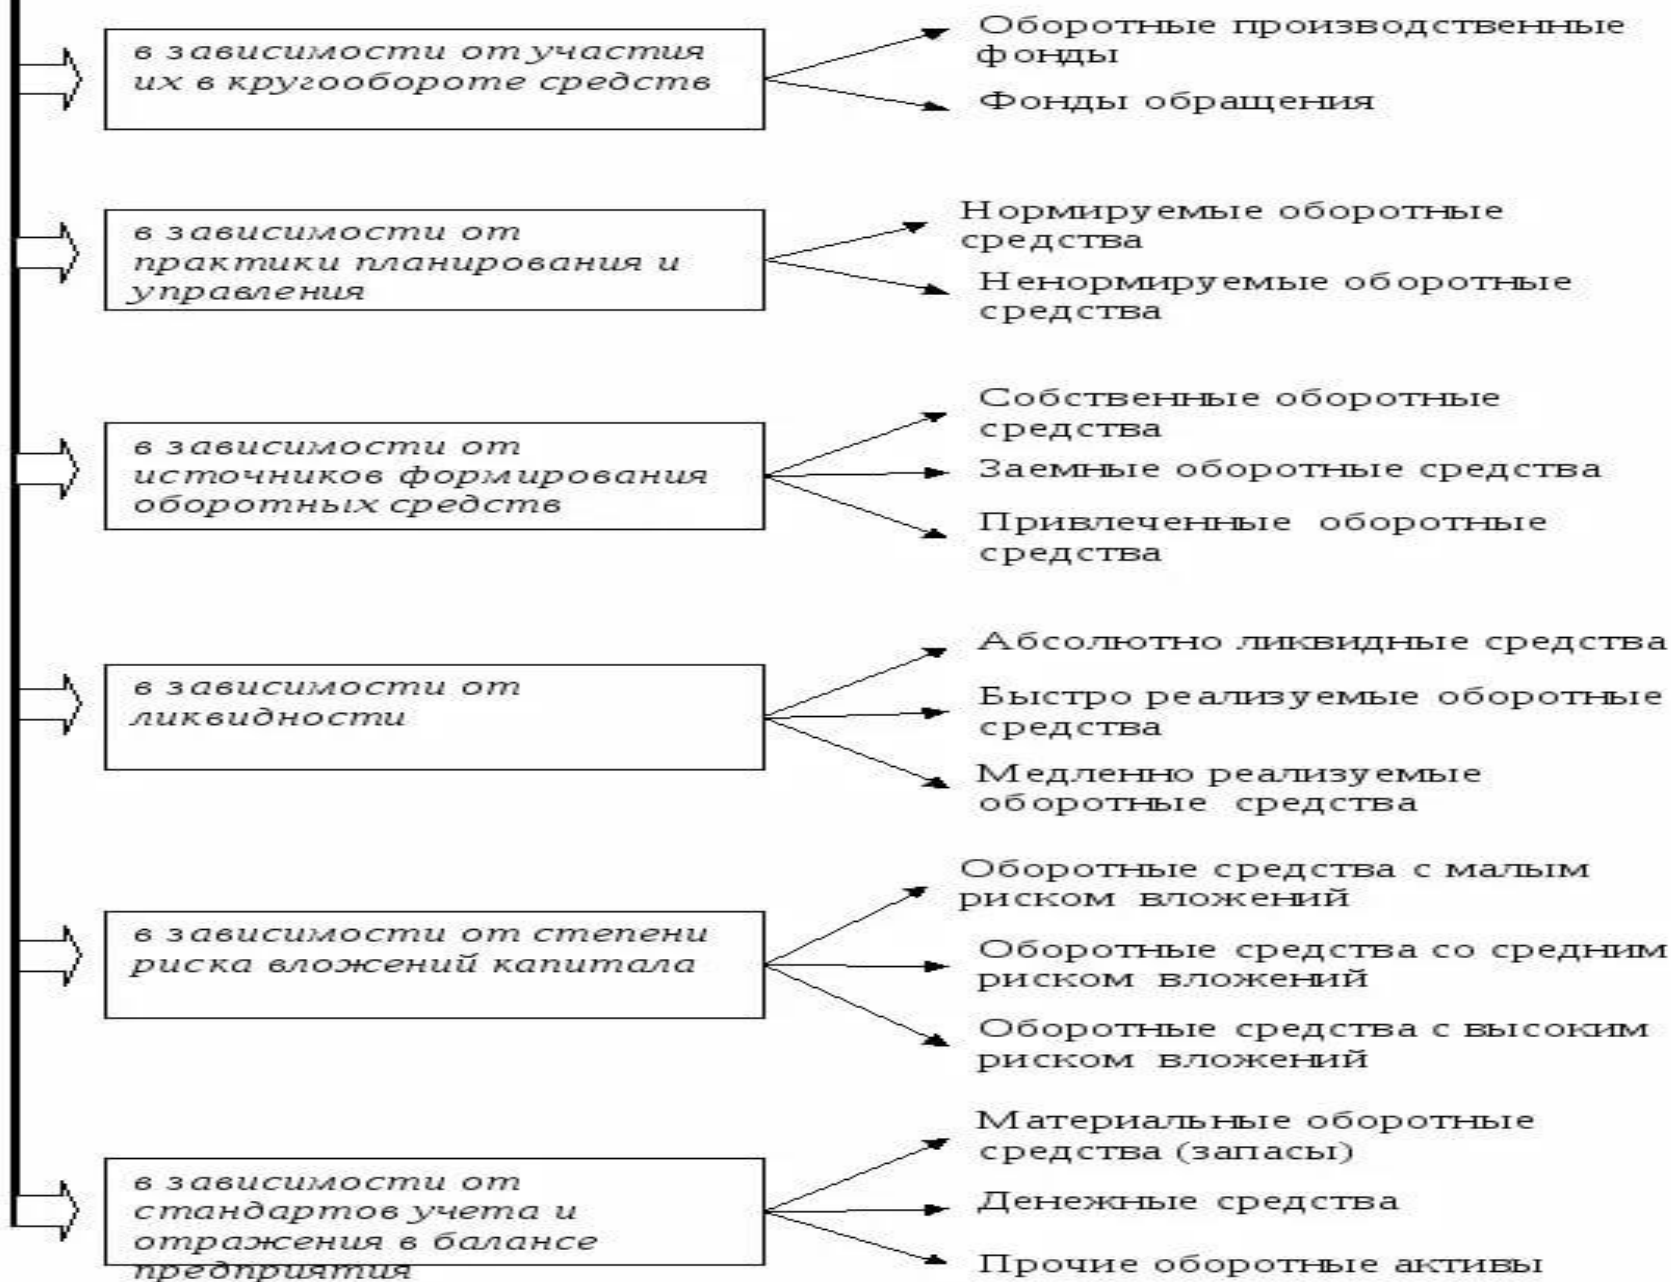 в зависимости от участия
их в кругообороте средств
Оборотные производственные
фонды
Фонды обращения
в зависимости от
практики планирования и
управления
Нормируемые оборотные
средства
Ненормируемые оборотные
средства
в зависимости от
источников формирования
оборотных средств
Собственные оборотные
средства
Заемные оборотные средства
Привлеченные оборотные
средства
в зависимости от
ликвидности
Абсолютно ликвидные средства
Быстро реализуемые оборотные
средства
Медленно реализуемые
оборотные средства
в зависимости от степени
риска вложений капитала
Оборотные средства с малым
риском вложений
Оборотные средства со средним
риском вложений
Оборотные средства с высоким
риском вложений
в зависимости от
стандартов учета и
отражения в балансе
предприятия
Материальные оборотные
средства (запасы)
Денежные средства
Прочие оборотные активы